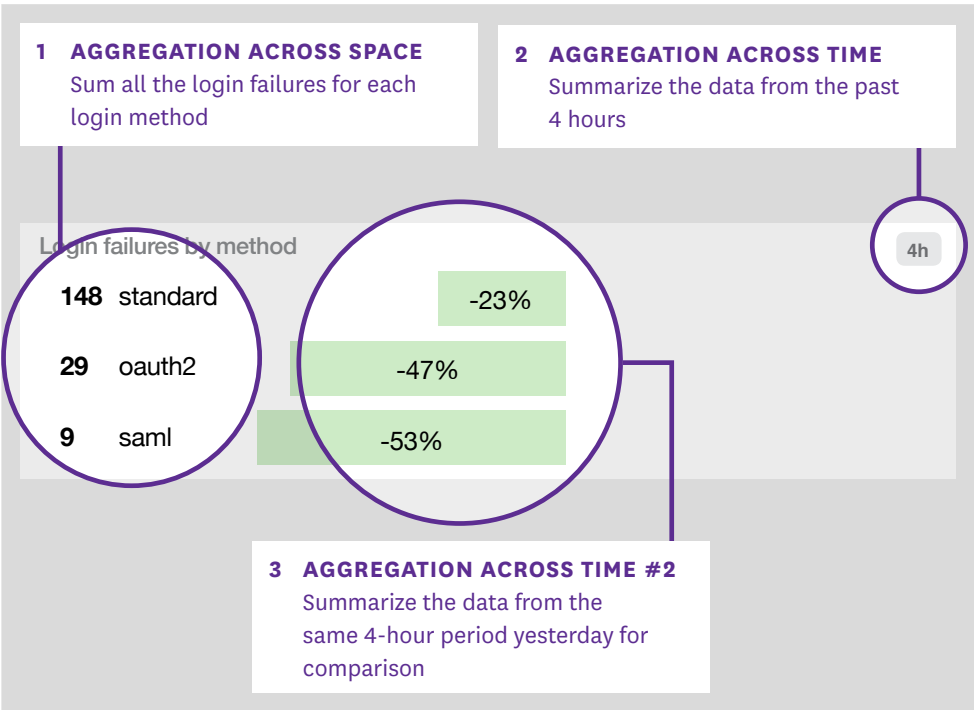 1 AGGREGATION ACROSS SPACE
Sum all the login failures for each
login method
2 AGGREGATION ACROSS TIME
Summarize the data from the past
4 hours
Login failures by method
4h
148 standard -23%
29 oauth2 -47%
9 saml -53%
3 AGGREGATION ACROSS TIME #2
Summarize the data from the
same 4-hour period yesterday for
comparison